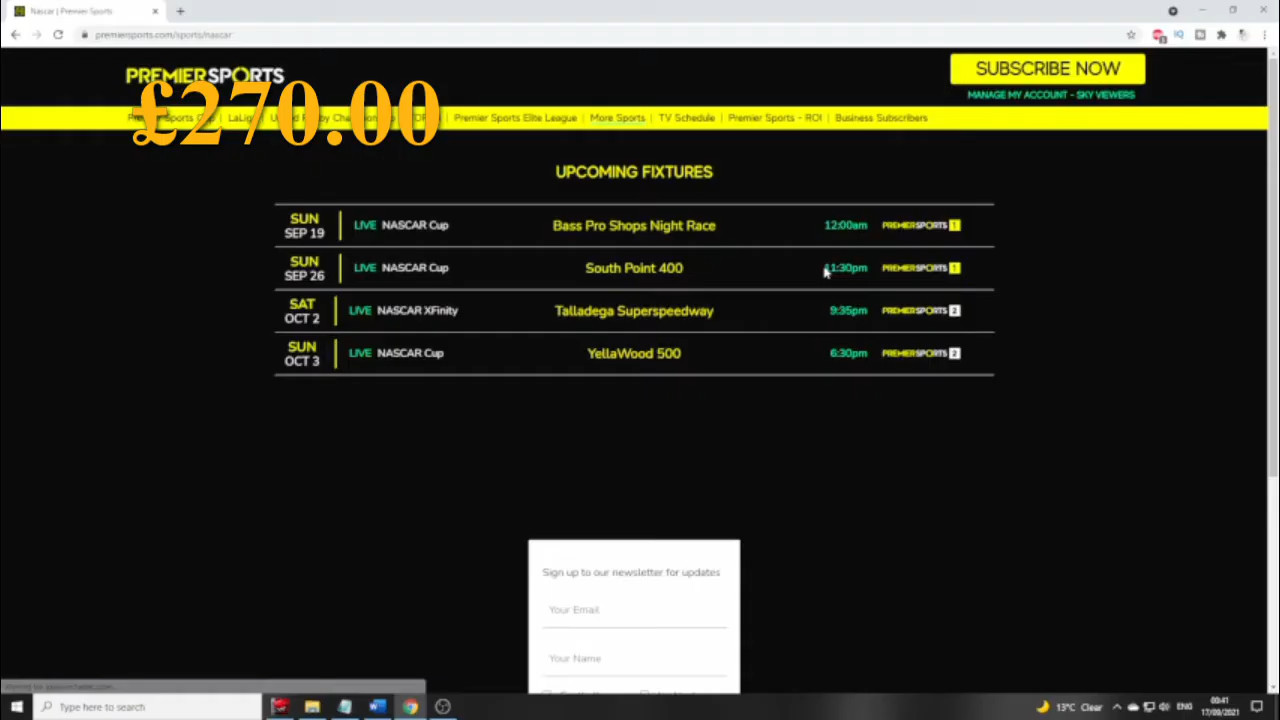 Nascar | Premier Sports
premiersports.com/sports/nascar
PREMIERSPORTS
SUBSCRIBE NOW
MANAGE MY ACCOUNT - SKY VIEWERS
£270.00
Premier Sports Elite League | More Sports | TV Schedule | Premier Sports - ROI | Business Subscribers
UPCOMING FIXTURES
SUN SEP 19 LIVE NASCAR Cup Bass Pro Shops Night Race 12:00am PREMIERSPORTS 1
SUN SEP 26 LIVE NASCAR Cup South Point 400 11:30pm PREMIERSPORTS 1
SAT OCT 2 LIVE NASCAR XFinity Talladega Superspeedway 9:35pm PREMIERSPORTS 2
SUN OCT 3 LIVE NASCAR Cup YellaWood 500 6:30pm PREMIERSPORTS 2
Sign up to our newsletter for updates
Your Email
Your Name
Type here to search
13°C Clear
ENG
00:41
17/09/2021